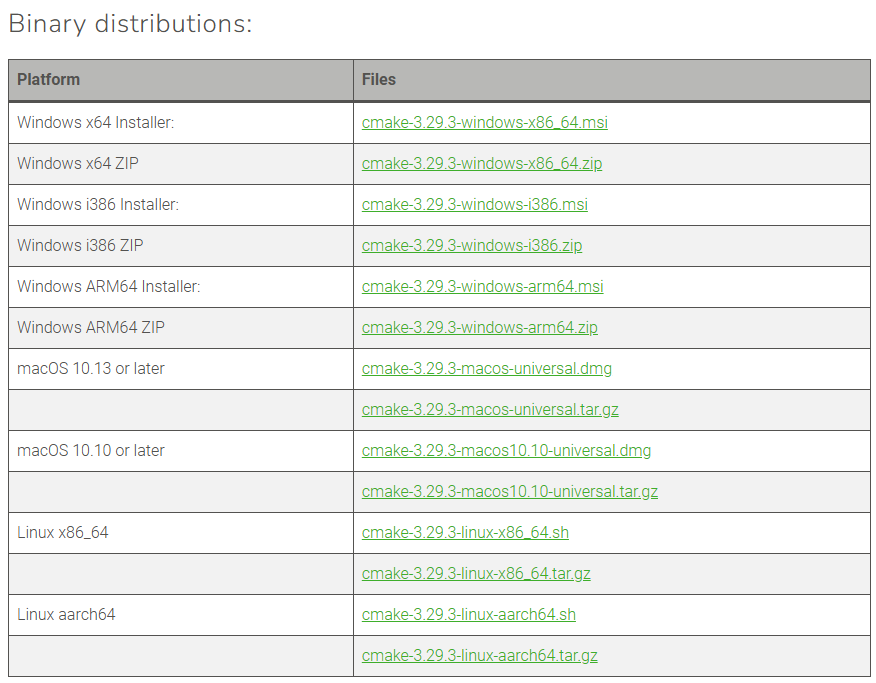 Binary distributions:
Platform Files
Windows x64 Installer: cmake-3.29.3-windows-x86_64.msi
Windows x64 ZIP cmake-3.29.3-windows-x86_64.zip
Windows i386 Installer: cmake-3.29.3-windows-i386.msi
Windows i386 ZIP cmake-3.29.3-windows-i386.zip
Windows ARM64 Installer: cmake-3.29.3-windows-arm64.msi
Windows ARM64 ZIP cmake-3.29.3-windows-arm64.zip
macOS 10.13 or later cmake-3.29.3-macos-universal.dmg
cmake-3.29.3-macos-universal.tar.gz
macOS 10.10 or later cmake-3.29.3-macos10.10-universal.dmg
cmake-3.29.3-macos10.10-universal.tar.gz
Linux x86_64 cmake-3.29.3-linux-x86_64.sh
cmake-3.29.3-linux-x86_64.tar.gz
Linux aarch64 cmake-3.29.3-linux-aarch64.sh
cmake-3.29.3-linux-aarch64.tar.gz